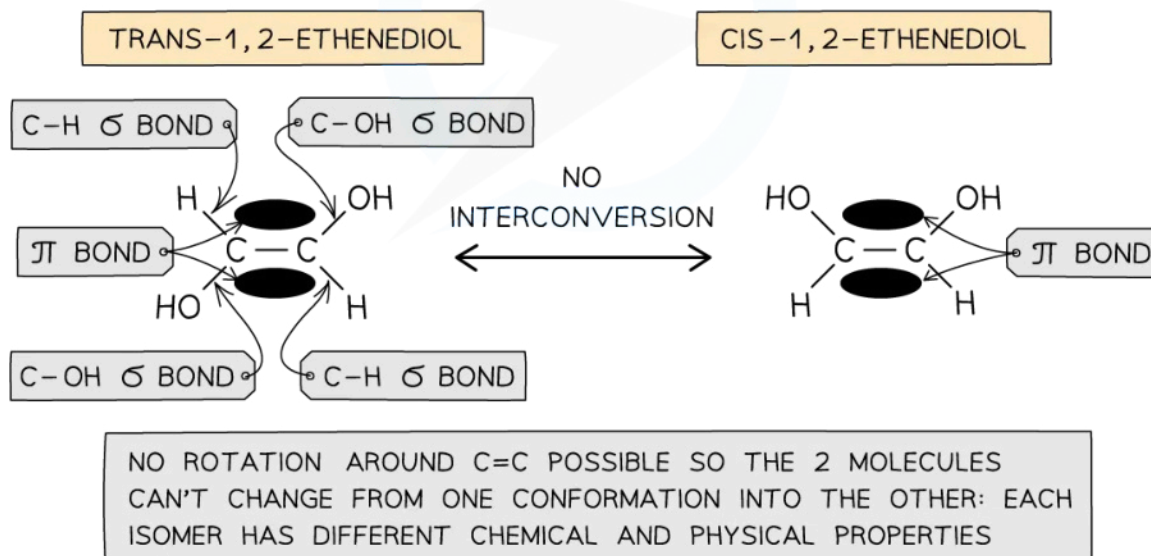 TRANS-1,2-ETHENEDIOL
CIS-1,2-ETHENEDIOL
C-H σ BOND
C-OH σ BOND
H
OH
π BOND
C - C
HO
H
C-OH σ BOND
C-H σ BOND
NO
INTERCONVERSION
HO
OH
C - C
π BOND
H
H
NO ROTATION AROUND C=C POSSIBLE SO THE 2 MOLECULES
CAN'T CHANGE FROM ONE CONFORMATION INTO THE OTHER: EACH
ISOMER HAS DIFFERENT CHEMICAL AND PHYSICAL PROPERTIES